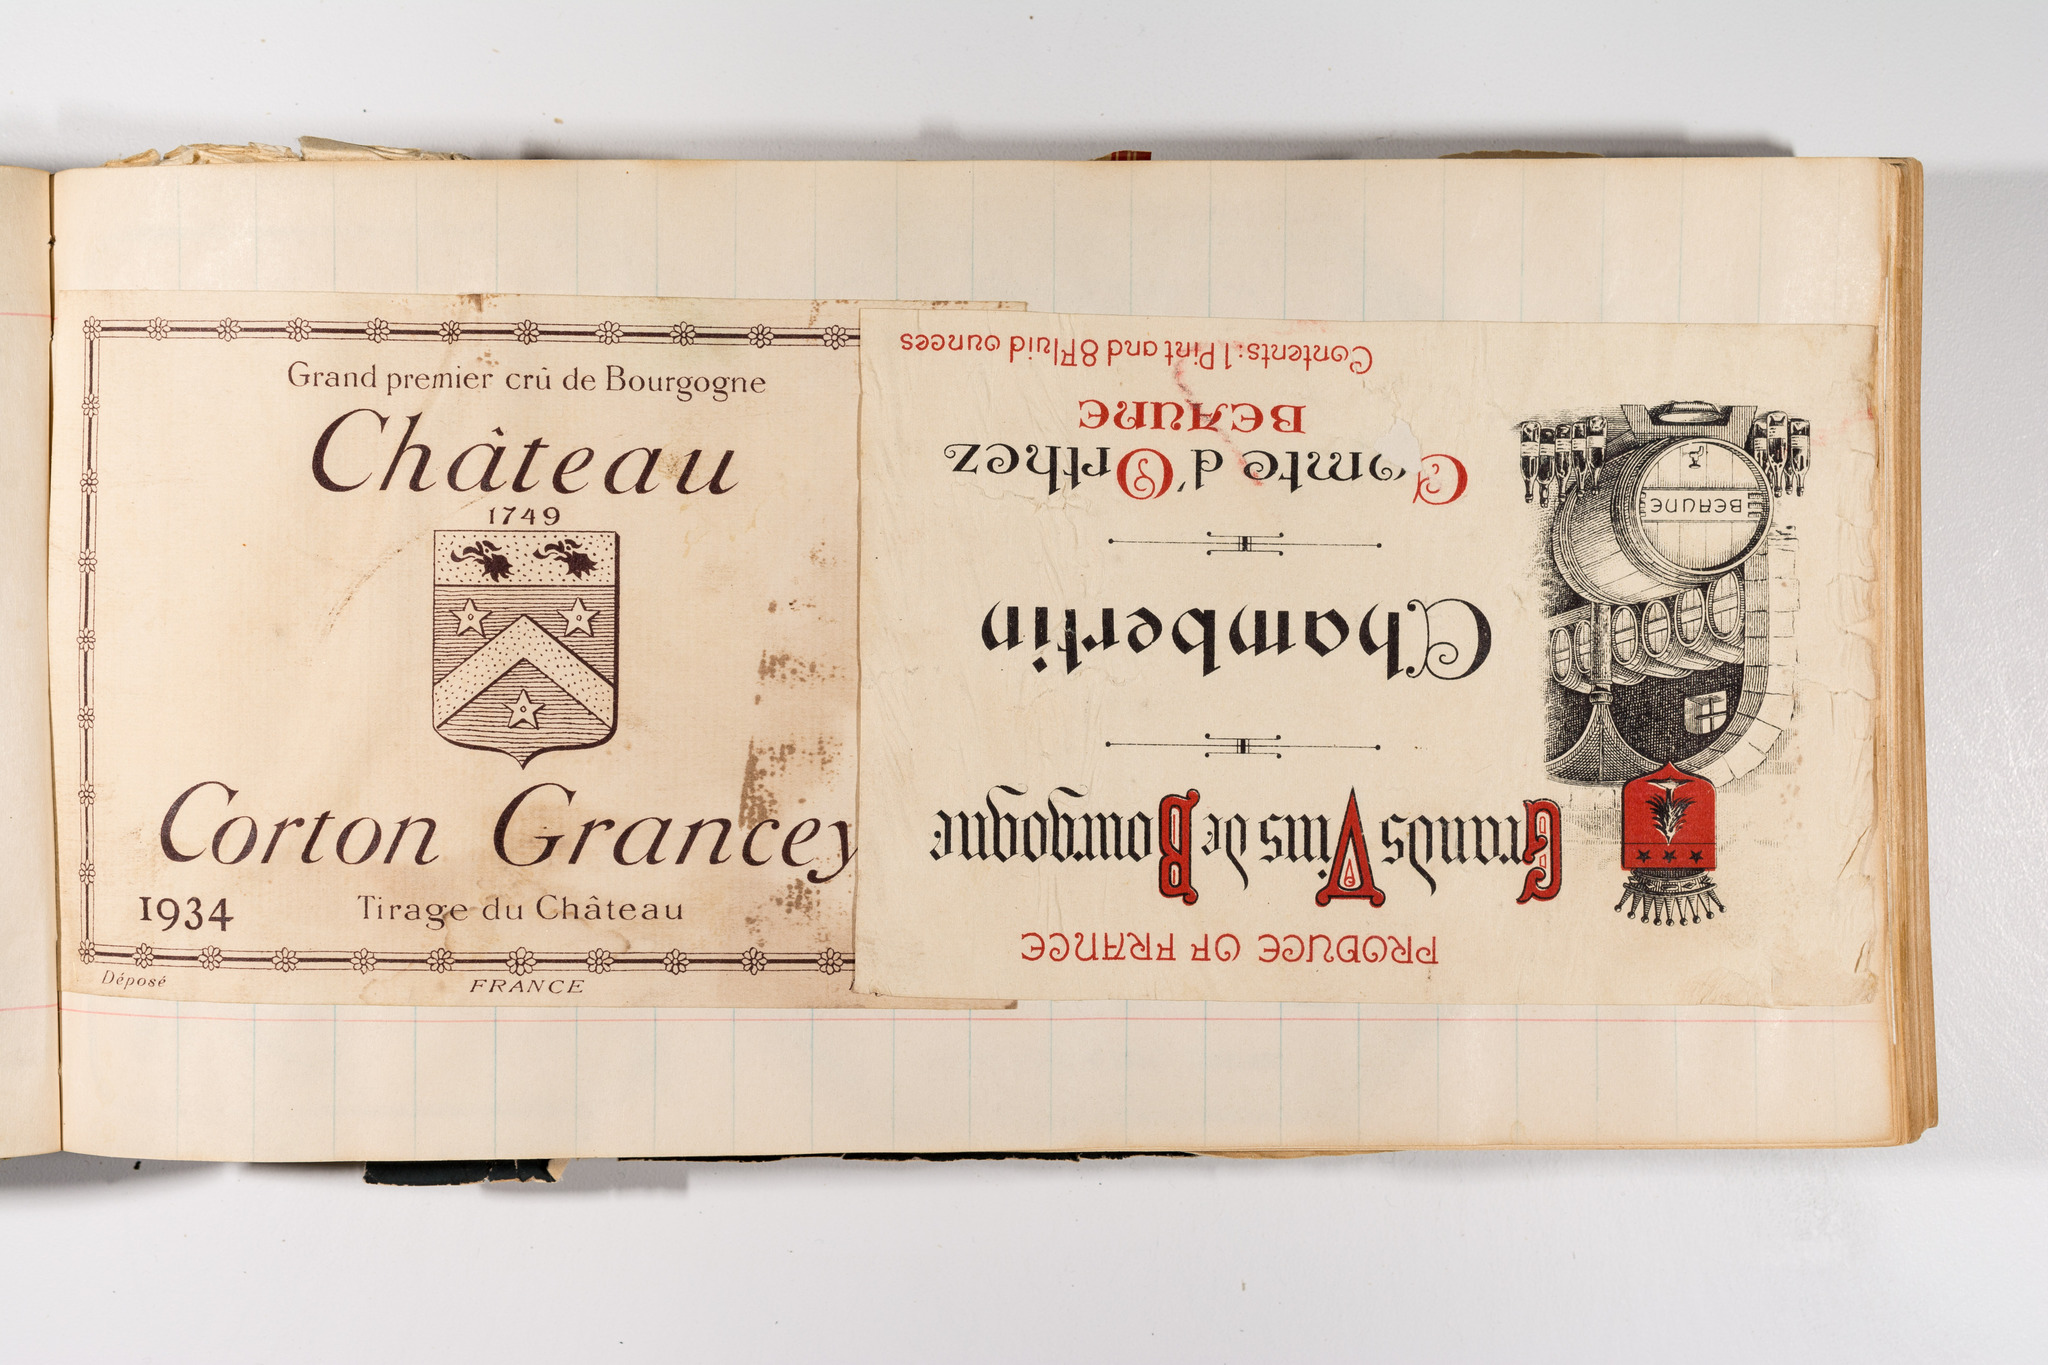 Grand premier crû de Bourgogne
Château
1749
Corton Grancey
1934
Tirage du Château
Déposé
FRANCE
PRODUCE OF FRANCE
Grands Vins de Bourgogne
Chambertin
Comte d'Orthez
BEAUNE
Contents: 1 Pint and 8 Fluid ounces
BEAUNE